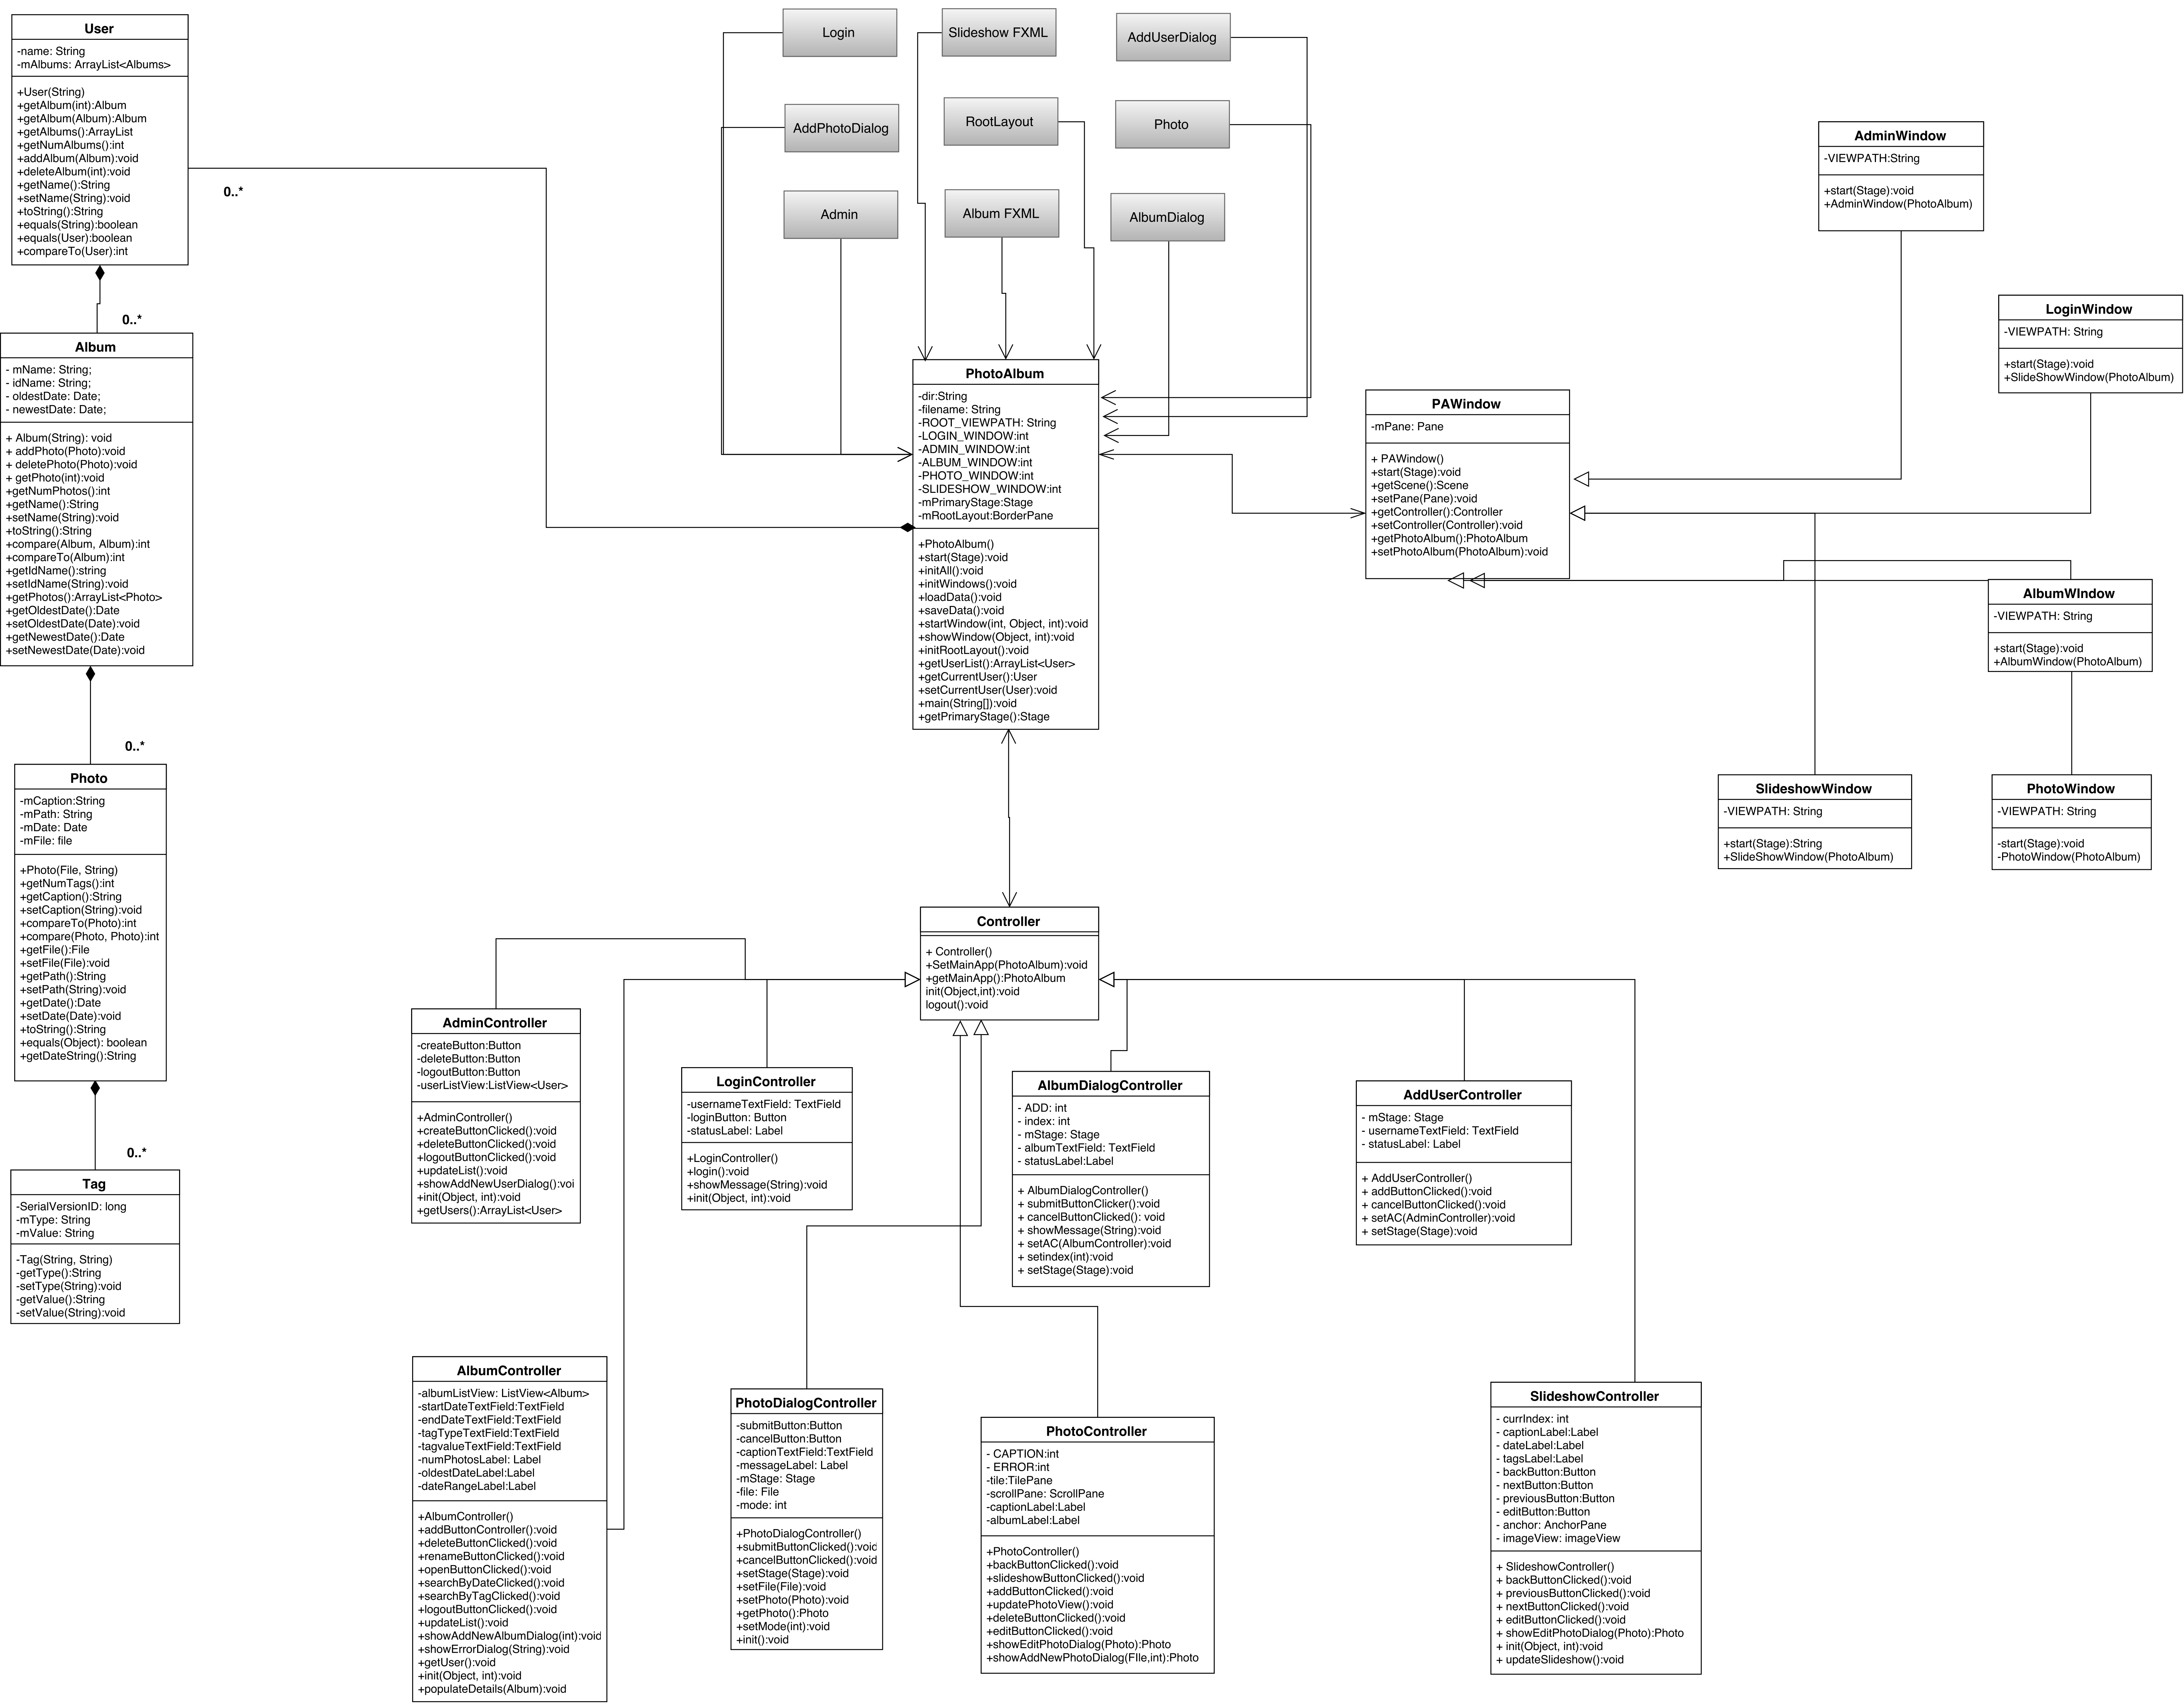 User
-name: String
-mAlbums: ArrayList<Albums>
+User(String)
+getAlbum(int):Album
+getAlbum(Album):Album
+getAlbums():ArrayList
+getNumAlbums():int
+addAlbum(Album):void
+deleteAlbum(int):void
+getName():String
+setName(String):void
+toString():String
+equals(String):boolean
+equals(User):boolean
+compareTo(User):int
0..*
0..*
Album
- mName: String;
- idName: String;
- oldestDate: Date;
- newestDate: Date;
+ Album(String): void
+ addPhoto(Photo):void
+ deletePhoto(Photo):void
+ getPhoto(int):void
+getNumPhotos():int
+getName():String
+setName(String):void
+toString():String
+compare(Album, Album):int
+compareTo(Album):int
+getIdName():string
+setIdName(String):void
+getPhotos():ArrayList<Photo>
+getOldestDate():Date
+setOldestDate(Date):void
+getNewestDate():Date
+setNewestDate(Date):void
0..*
Photo
-mCaption:String
-mPath: String
-mDate: Date
-mFile: file
+Photo(File, String)
+getNumTags():int
+getCaption():String
+setCaption(String):void
+compareTo(Photo):int
+compare(Photo, Photo):int
+getFile():File
+setFile(File):void
+getPath():String
+setPath(String):void
+getDate():Date
+setDate(Date):void
+toString():String
+equals(Object): boolean
+getDateString():String
0..*
Tag
-SerialVersionID: long
-mType: String
-mValue: String
-Tag(String, String)
-getType():String
-setType(String):void
-getValue():String
-setValue(String):void
Login
Slideshow FXML
AddUserDialog
AddPhotoDialog
RootLayout
Photo
Admin
Album FXML
AlbumDialog
PhotoAlbum
-dir:String
-filename: String
-ROOT_VIEWPATH: String
-LOGIN_WINDOW:int
-ADMIN_WINDOW:int
-ALBUM_WINDOW:int
-PHOTO_WINDOW:int
-SLIDESHOW_WINDOW:int
-mPrimaryStage:Stage
-mRootLayout:BorderPane
+PhotoAlbum()
+start(Stage):void
+initAll():void
+initWindows():void
+loadData():void
+saveData():void
+startWindow(int, Object, int):void
+showWindow(Object, int):void
+initRootLayout():void
+getUserList():ArrayList<User>
+getCurrentUser():User
+setCurrentUser(User):void
+main(String[]):void
+getPrimaryStage():Stage
PAWindow
-mPane: Pane
+ PAWindow()
+start(Stage):void
+getScene():Scene
+setPane(Pane):void
+getController():Controller
+setController(Controller):void
+getPhotoAlbum():PhotoAlbum
+setPhotoAlbum(PhotoAlbum):void
AdminWindow
-VIEWPATH:String
+start(Stage):void
+AdminWindow(PhotoAlbum)
LoginWindow
-VIEWPATH: String
+start(Stage):void
+SlideShowWindow(PhotoAlbum)
AlbumWIndow
-VIEWPATH: String
+start(Stage):void
+AlbumWindow(PhotoAlbum)
SlideshowWindow
-VIEWPATH: String
+start(Stage):String
+SlideShowWindow(PhotoAlbum)
PhotoWindow
-VIEWPATH: String
-start(Stage):void
-PhotoWindow(PhotoAlbum)
Controller
+ Controller()
+SetMainApp(PhotoAlbum):void
+getMainApp():PhotoAlbum
init(Object,int):void
logout():void
AdminController
-createButton:Button
-deleteButton:Button
-logoutButton:Button
-userListView:ListView<User>
+AdminController()
+createButtonClicked():void
+deleteButtonClicked():void
+logoutButtonClicked():void
+updateList():void
+showAddNewUserDialog():voi
+init(Object, int):void
+getUsers():ArrayList<User>
LoginController
-usernameTextField: TextField
-loginButton: Button
-statusLabel: Label
+LoginController()
+login():void
+showMessage(String):void
+init(Object, int):void
AlbumDialogController
- ADD: int
- index: int
- mStage: Stage
- albumTextField: TextField
- statusLabel:Label
+ AlbumDialogController()
+ submitButtonClicker():void
+ cancelButtonClicked(): void
+ showMessage(String):void
+ setAC(AlbumController):void
+ setindex(int):void
+ setStage(Stage):void
AddUserController
- mStage: Stage
- usernameTextField: TextField
- statusLabel: Label
+ AddUserController()
+ addButtonClicked():void
+ cancelButtonClicked():void
+ setAC(AdminController):void
+ setStage(Stage):void
AlbumController
-albumListView: ListView<Album>
-startDateTextField:TextField
-endDateTextField:TextField
-tagTypeTextField:TextField
-tagvalueTextField:TextField
-numPhotosLabel: Label
-oldestDateLabel:Label
-dateRangeLabel:Label
+AlbumController()
+addButtonController():void
+deleteButtonClicked():void
+renameButtonClicked():void
+openButtonClicked():void
+searchByDateClicked():void
+searchByTagClicked():void
+logoutButtonClicked():void
+updateList():void
+showAddNewAlbumDialog(int):void
+showErrorDialog(String):void
+getUser():void
+init(Object, int):void
+populateDetails(Album):void
PhotoDialogController
-submitButton:Button
-cancelButton:Button
-captionTextField:TextField
-messageLabel: Label
-mStage: Stage
-file: File
-mode: int
+PhotoDialogController()
+submitButtonClicked():void
+cancelButtonClicked():void
+setStage(Stage):void
+setFile(File):void
+setPhoto(Photo):void
+getPhoto():Photo
+setMode(int):void
+init():void
PhotoController
- CAPTION:int
- ERROR:int
-tile:TilePane
-scrollPane: ScrollPane
-captionLabel:Label
-albumLabel:Label
+PhotoController()
+backButtonClicked():void
+slideshowButtonClicked():void
+addButtonClicked():void
+updatePhotoView():void
+deleteButtonClicked():void
+editButtonClicked():void
+showEditPhotoDialog(Photo):Photo
+showAddNewPhotoDialog(FIle,int):Photo
SlideshowController
- currIndex: int
- captionLabel:Label
- dateLabel:Label
- tagsLabel:Label
- backButton:Button
- nextButton:Button
- previousButton:Button
- editButton:Button
- anchor: AnchorPane
- imageView: imageView
+ SlideshowController()
+ backButtonClicked():void
+ previousButtonClicked():void
+ nextButtonClicked():void
+ editButtonClicked():void
+ showEditPhotoDialog(Photo):Photo
+ init(Object, int):void
+ updateSlideshow():void